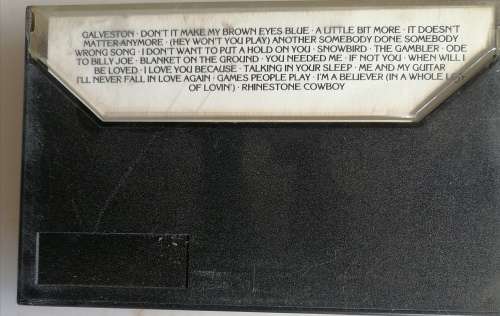 GALVESTON · DON'T IT MAKE MY BROWN EYES BLUE · A LITTLE BIT MORE · IT DOESN'T
MATTER ANYMORE · (HEY WON'T YOU PLAY) ANOTHER SOMEBODY DONE SOMEBODY
WRONG SONG · I DON'T WANT TO PUT A HOLD ON YOU · SNOWBIRD · THE GAMBLER · ODE
TO BILLY JOE · BLANKET ON THE GROUND · YOU NEEDED ME · IF NOT YOU · WHEN WILL I
BE LOVED · I LOVE YOU BECAUSE · TALKING IN YOUR SLEEP · ME AND MY GUITAR
I'LL NEVER FALL IN LOVE AGAIN · GAMES PEOPLE PLAY · I'M A BELIEVER (IN A WHOLE LOT
OF LOVIN') · RHINESTONE COWBOY